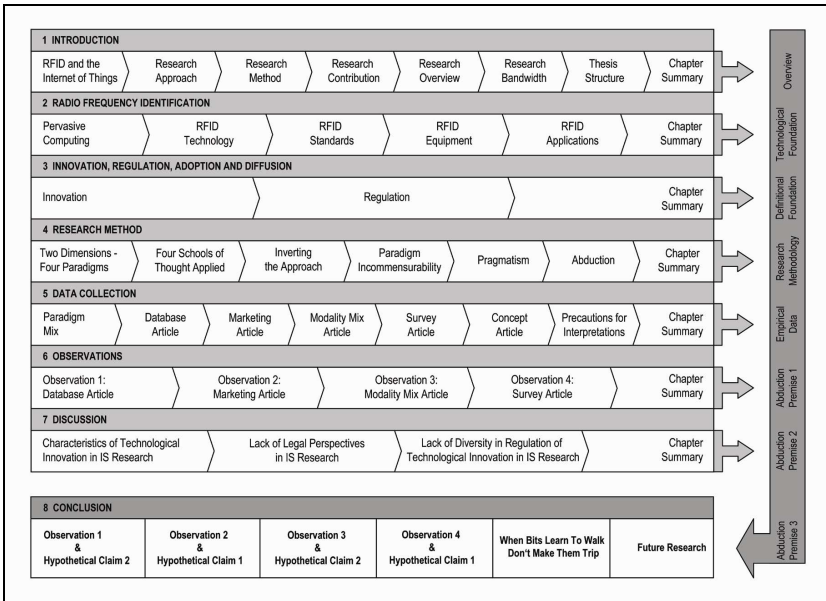 1 INTRODUCTION
RFID and the
Internet of Things
Research
Approach
Research
Method
Research
Contribution
Research
Overview
Research
Bandwidth
Thesis
Structure
Chapter
Summary
Overview
2 RADIO FREQUENCY IDENTIFICATION
Pervasive
Computing
RFID
Technology
RFID
Standards
RFID
Equipment
RFID
Applications
Chapter
Summary
Technological
Foundation
3 INNOVATION, REGULATION, ADOPTION AND DIFFUSION
Innovation
Regulation
Chapter
Summary
Definitional
Foundation
4 RESEARCH METHOD
Two Dimensions -
Four Paradigms
Four Schools of
Thought Applied
Inverting
the Approach
Paradigm
Incommensurability
Pragmatism
Abduction
Chapter
Summary
Research
Methodology
5 DATA COLLECTION
Paradigm
Mix
Database
Article
Marketing
Article
Modality Mix
Article
Survey
Article
Concept
Article
Precautions for
Interpretations
Chapter
Summary
Empirical
Data
6 OBSERVATIONS
Observation 1:
Database Article
Observation 2:
Marketing Article
Observation 3:
Modality Mix Article
Observation 4:
Survey Article
Chapter
Summary
Abduction
Premise 1
7 DISCUSSION
Characteristics of Technological
Innovation in IS Research
Lack of Legal Perspectives
in IS Research
Lack of Diversity in Regulation of
Technological Innovation in IS Research
Chapter
Summary
Abduction
Premise 2
8 CONCLUSION
Observation 1
&
Hypothetical Claim 2
Observation 2
&
Hypothetical Claim 1
Observation 3
&
Hypothetical Claim 2
Observation 4
&
Hypothetical Claim 1
When Bits Learn To Walk
Don't Make Them Trip
Future Research
Abduction
Premise 3